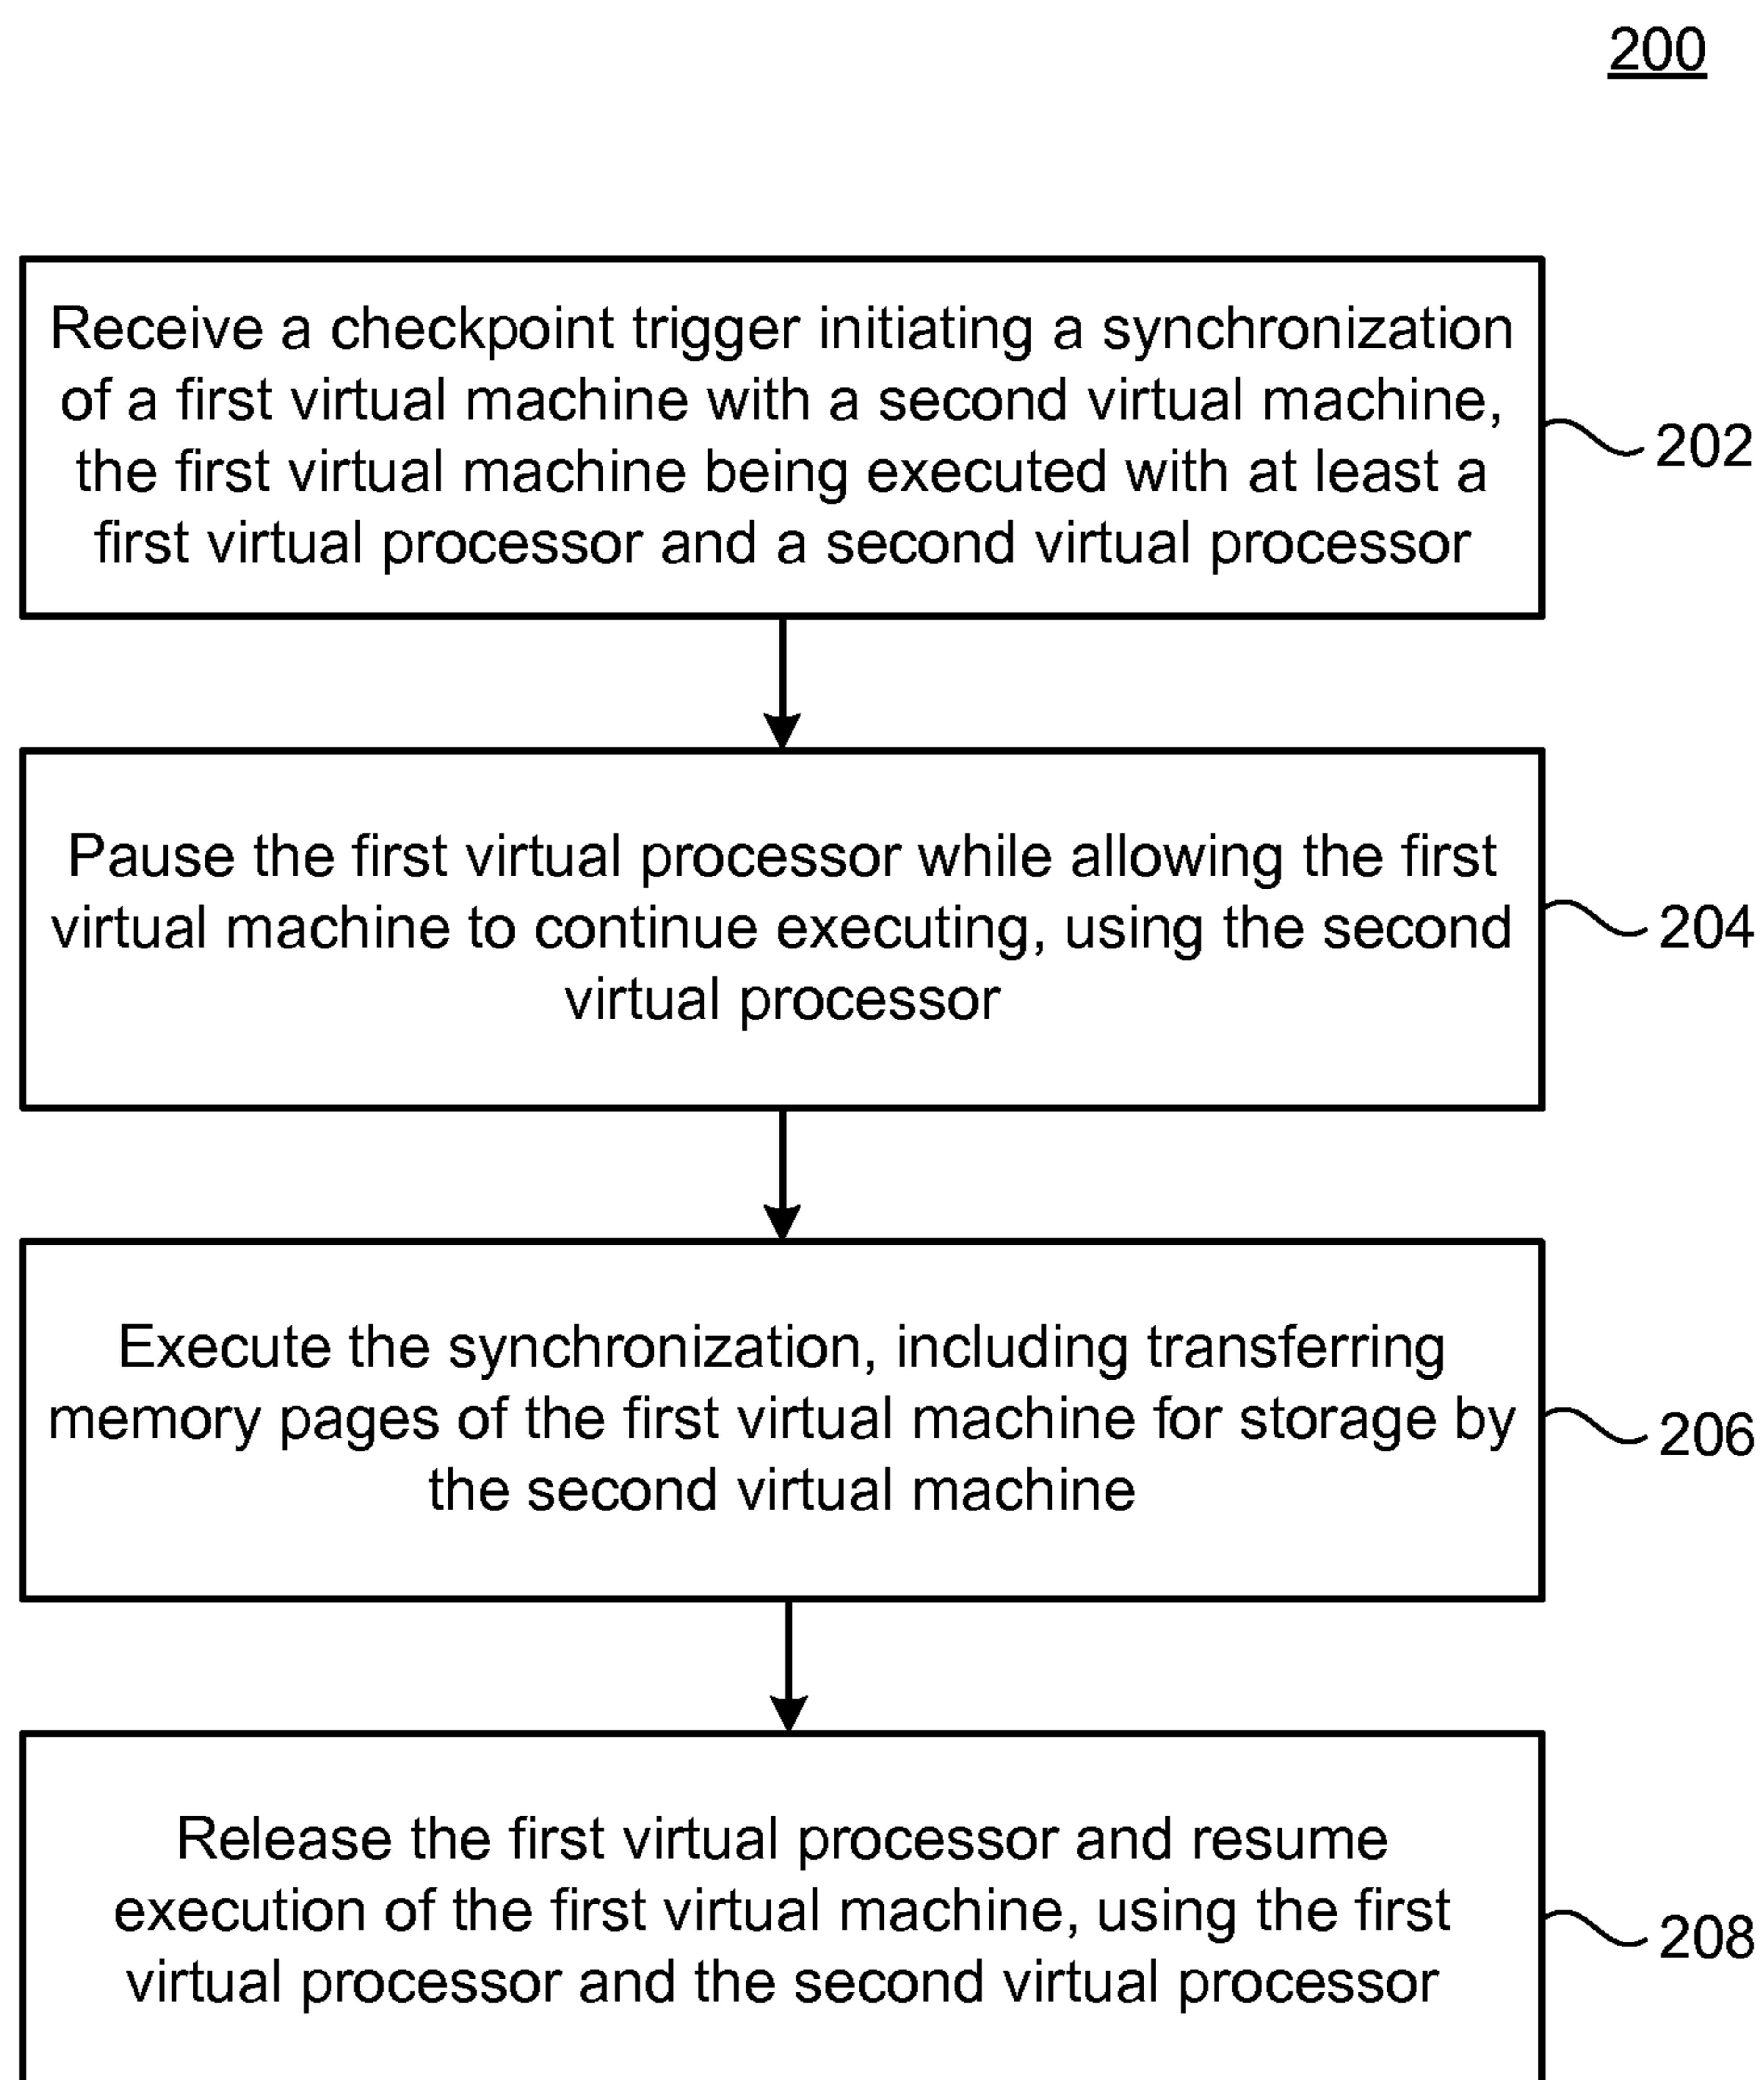 200
Receive a checkpoint trigger initiating a synchronization
of a first virtual machine with a second virtual machine,
the first virtual machine being executed with at least a
first virtual processor and a second virtual processor
202
Pause the first virtual processor while allowing the first
virtual machine to continue executing, using the second
virtual processor
204
Execute the synchronization, including transferring
memory pages of the first virtual machine for storage by
the second virtual machine
206
Release the first virtual processor and resume
execution of the first virtual machine, using the first
virtual processor and the second virtual processor
208